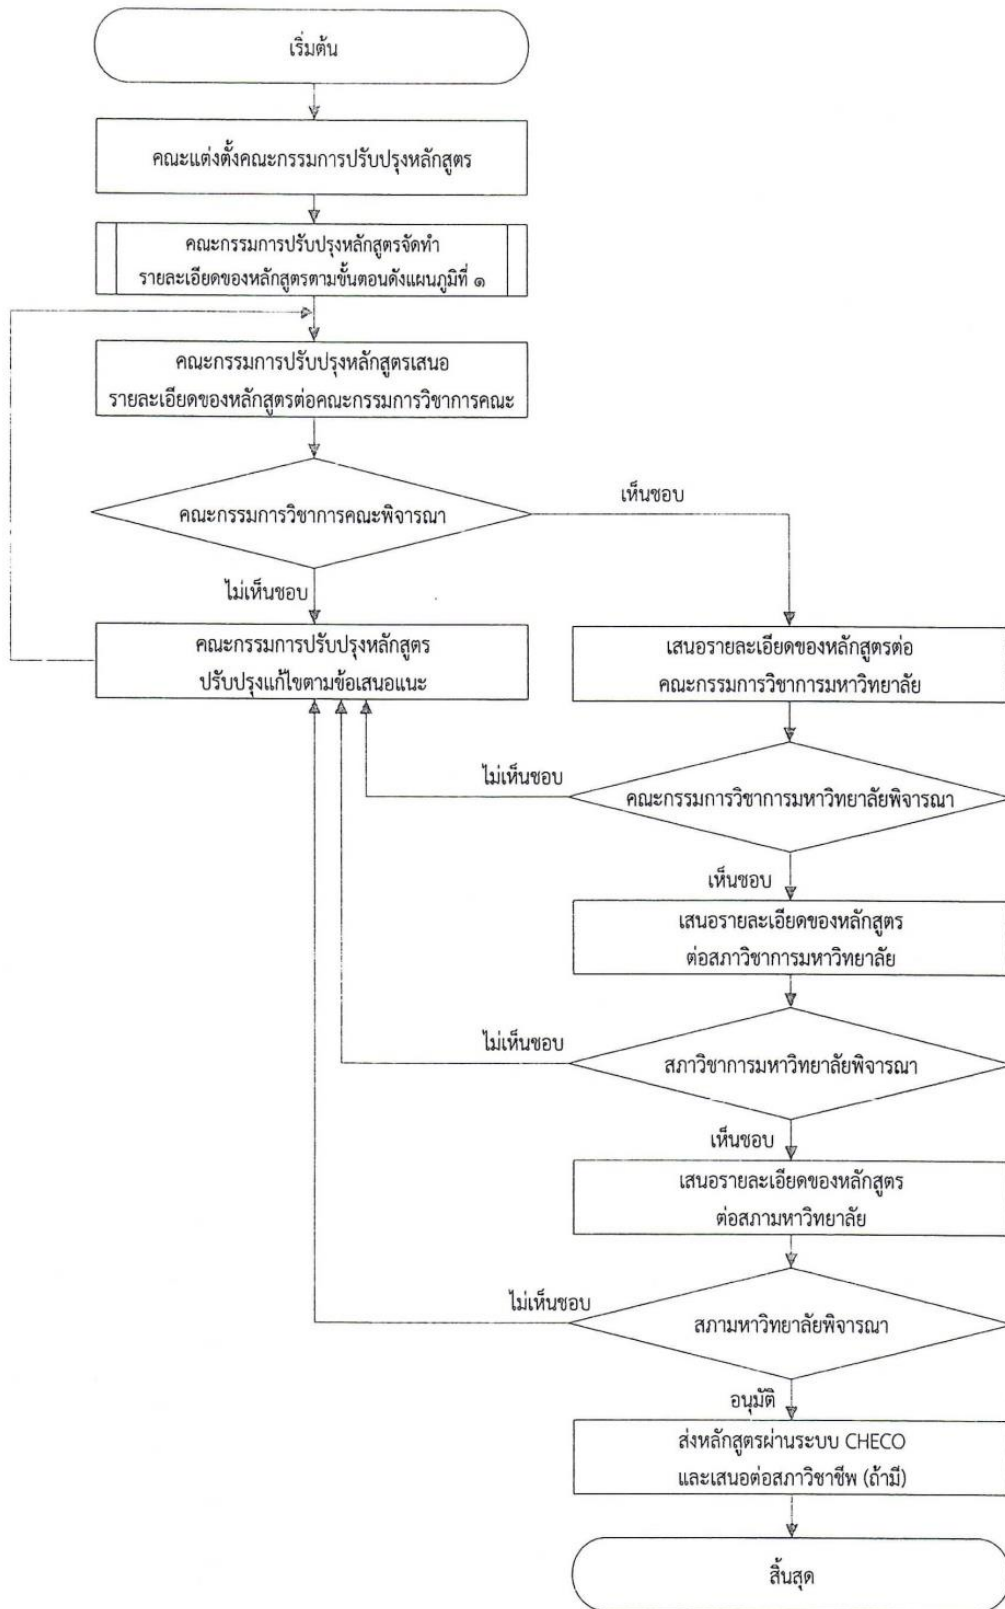 เริ่มต้น
คณะแต่งตั้งคณะกรรมการปรับปรุงหลักสูตร
คณะกรรมการปรับปรุงหลักสูตรจัดทำ
รายละเอียดของหลักสูตรตามขั้นตอนดังแผนภูมิที่ ๑
คณะกรรมการปรับปรุงหลักสูตรเสนอ
รายละเอียดของหลักสูตรต่อคณะกรรมการวิชาการคณะ
คณะกรรมการวิชาการคณะพิจารณา
เห็นชอบ
ไม่เห็นชอบ
คณะกรรมการปรับปรุงหลักสูตร
ปรับปรุงแก้ไขตามข้อเสนอแนะ
เสนอรายละเอียดของหลักสูตรต่อ
คณะกรรมการวิชาการมหาวิทยาลัย
ไม่เห็นชอบ
คณะกรรมการวิชาการมหาวิทยาลัยพิจารณา
เห็นชอบ
เสนอรายละเอียดของหลักสูตร
ต่อสภาวิชาการมหาวิทยาลัย
ไม่เห็นชอบ
สภาวิชาการมหาวิทยาลัยพิจารณา
เห็นชอบ
เสนอรายละเอียดของหลักสูตร
ต่อสภามหาวิทยาลัย
ไม่เห็นชอบ
สภามหาวิทยาลัยพิจารณา
อนุมัติ
ส่งหลักสูตรผ่านระบบ CHECO
และเสนอต่อสภาวิชาชีพ (ถ้ามี)
สิ้นสุด